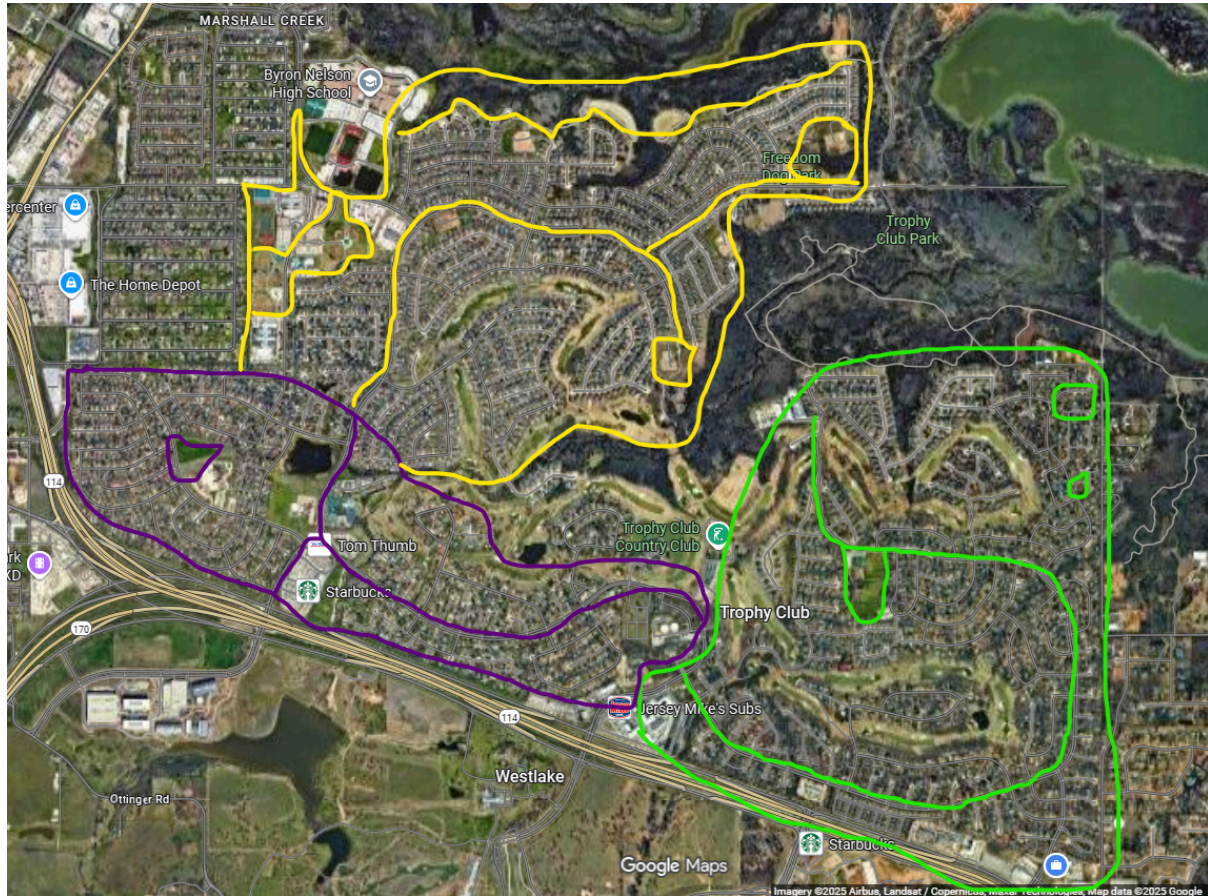 MARSHALL CREEK
Byron Nelson
High School
Freedom
Dog Park
ercenter
The Home Depot
Trophy
Club Park
114
Trophy Club
Country Club
Tom Thumb
ark
XD
Starbucks
Trophy Club
170
Jersey Mike's Subs
114
Westlake
Ottinger Rd
Starbucks
Google Maps
Imagery ©2025 Airbus, Landsat / Copernicus, Maxar Technologies, Map data ©2025 Google